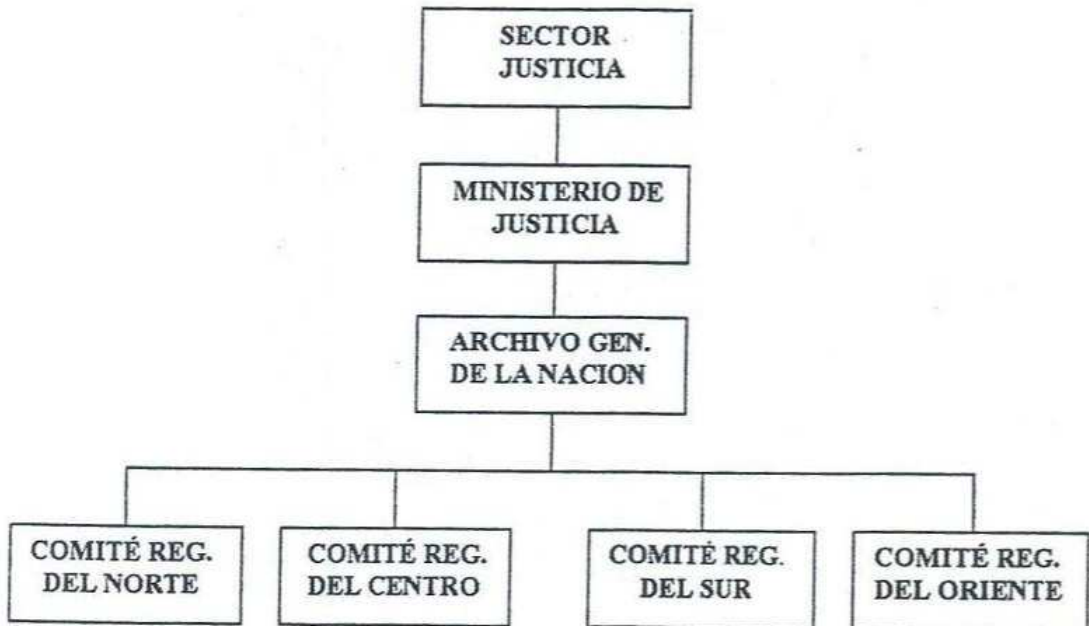 SECTOR
JUSTICIA
MINISTERIO DE
JUSTICIA
ARCHIVO GEN.
DE LA NACION
COMITÉ REG.
DEL NORTE
COMITÉ REG.
DEL CENTRO
COMITÉ REG.
DEL SUR
COMITÉ REG.
DEL ORIENTE